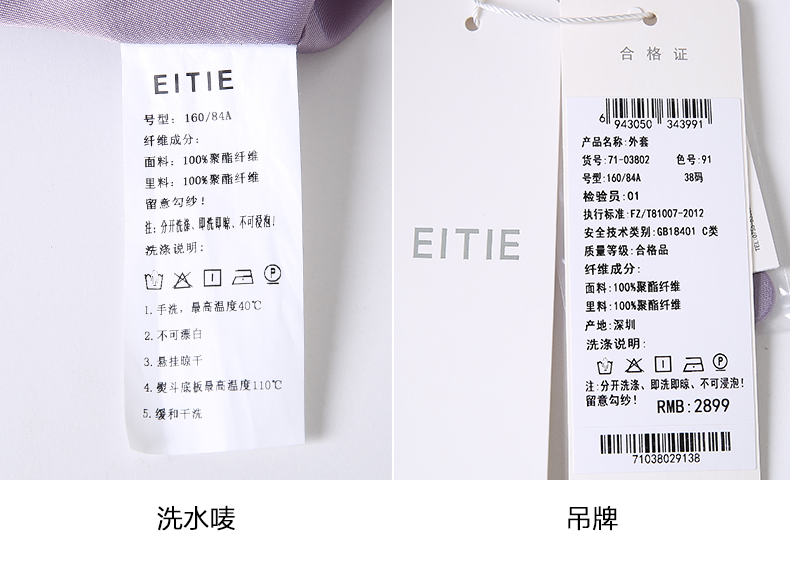 EITIE
号型: 160/84A
纤维成分:
面料: 100%聚酯纤维
里料: 100%聚酯纤维
留意勾纱!
注: 分开洗涤、即洗即晾、不可浸泡!
洗涤说明:
P
1. 手洗, 最高温度40℃
2. 不可漂白
3. 悬挂晾干
4. 熨斗底板最高温度110℃
5. 缓和干洗
洗水唛
EITIE
合格证
6 943050 343991
产品名称:外套
货号:71-03802 色号:91
号型:160/84A 38码
检验员:01
执行标准:FZ/T81007-2012
安全技术类别:GB18401 C类
质量等级:合格品
纤维成分:
面料:100%聚酯纤维
里料:100%聚酯纤维
产地:深圳
洗涤说明:
P
注:分开洗涤、即洗即晾、不可浸泡!
留意勾纱!
RMB:2899
71038029138
吊牌